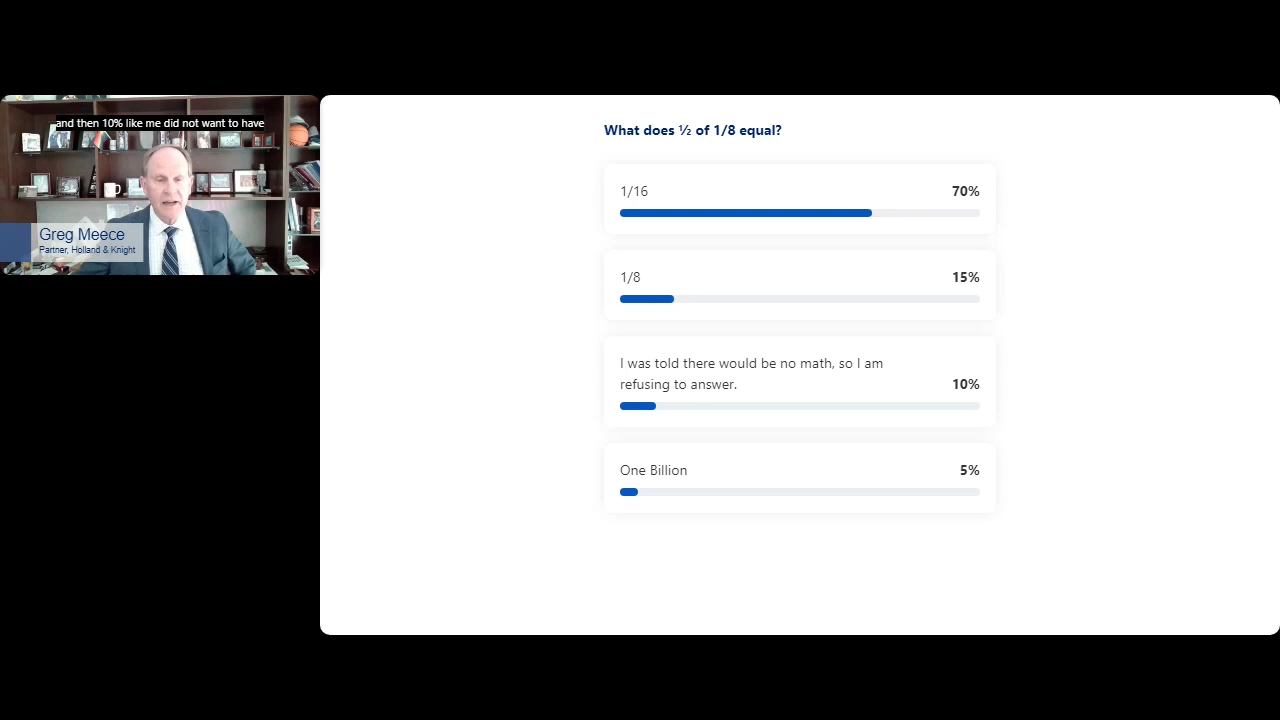 and then 10% like me did not want to have
Greg Meece
Partner, Holland & Knight
What does ½ of 1/8 equal?
1/16 70%
1/8 15%
I was told there would be no math, so I am
refusing to answer. 10%
One Billion 5%